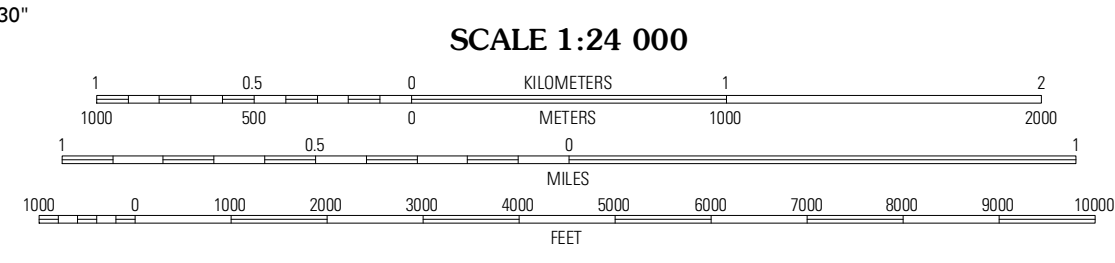 30"
SCALE 1:24 000
1 0.5 0 KILOMETERS 1 2
1000 500 0 METERS 1000 2000
1 0.5 0 1
MILES
1000 0 1000 2000 3000 4000 5000 6000 7000 8000 9000 10000
FEET